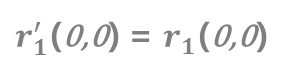 r′₁(0,0) = r₁(0,0)